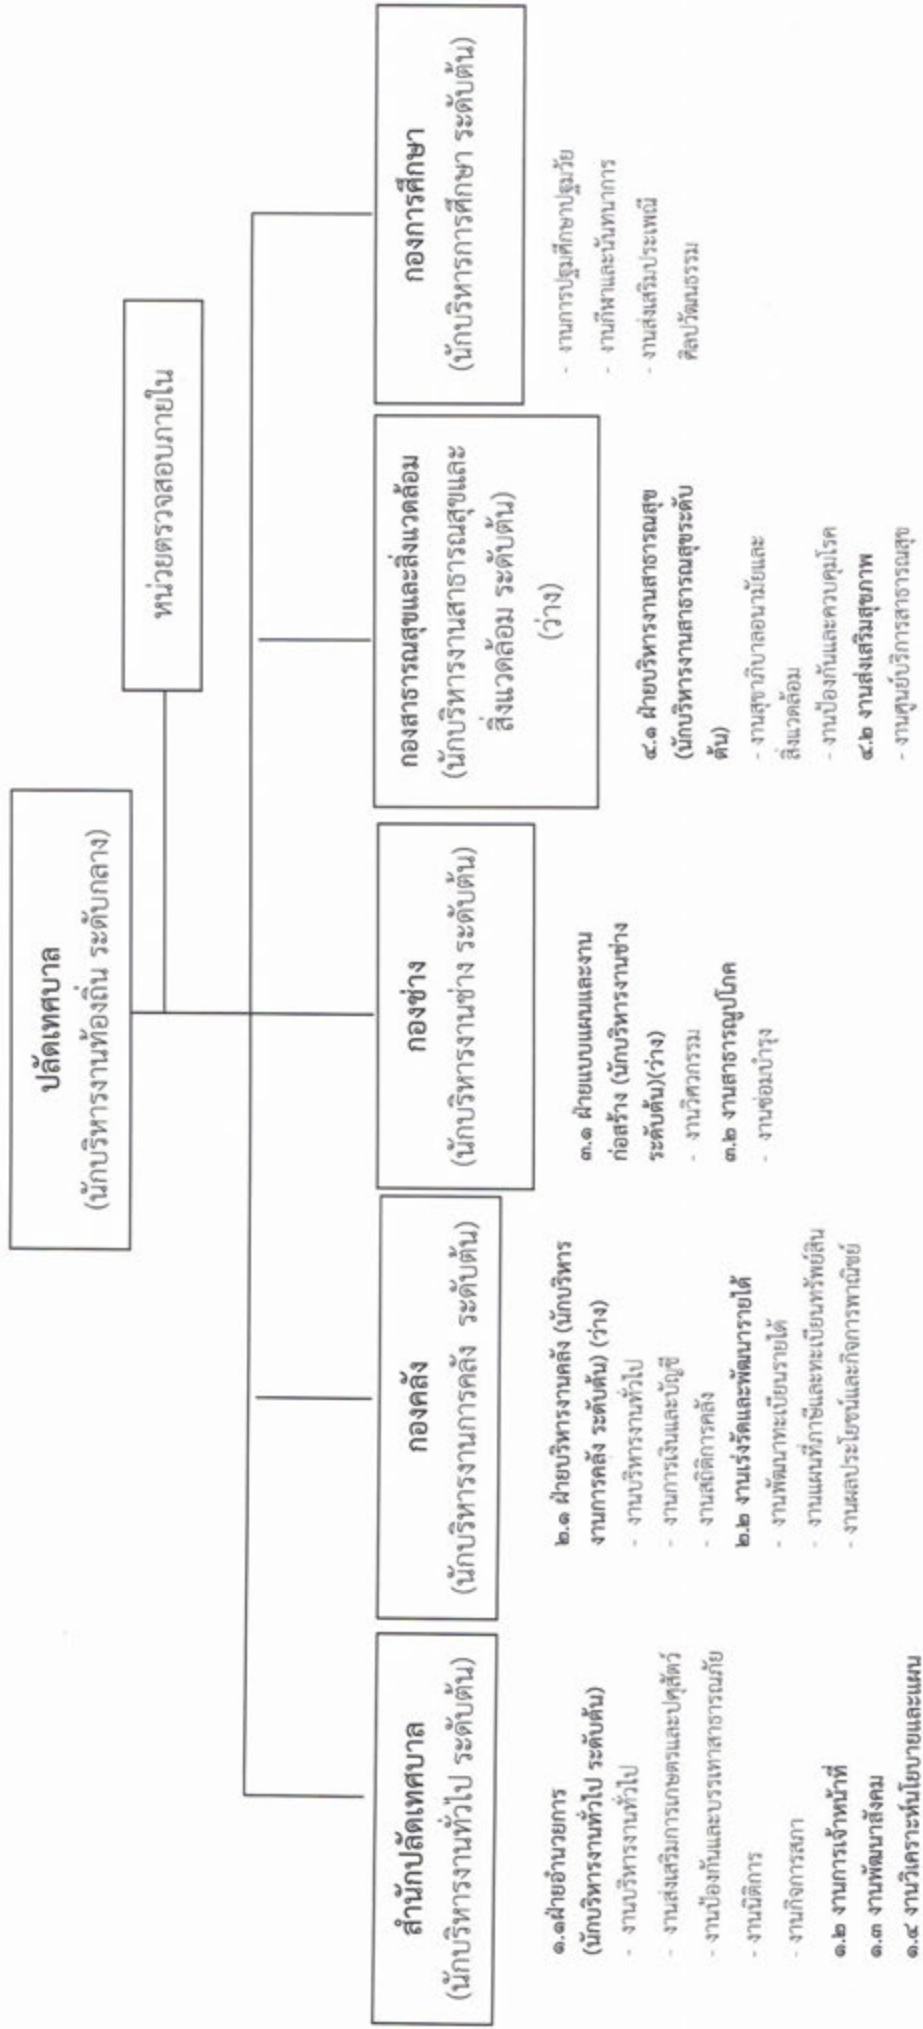 ปลัดเทศบาล
(นักบริหารงานท้องถิ่น ระดับกลาง)
หน่วยตรวจสอบภายใน
สำนักปลัดเทศบาล
(นักบริหารงานทั่วไป ระดับต้น)
๑.๑ฝ่ายอำนวยการ
(นักบริหารงานทั่วไป ระดับต้น)
- งานบริหารงานทั่วไป
- งานส่งเสริมการเกษตรและปศุสัตว์
- งานป้องกันและบรรเทาสาธารณภัย
- งานนิติการ
- งานกิจการสภา
๑.๒ งานการเจ้าหน้าที่
๑.๓ งานพัฒนาสังคม
๑.๔ งานวิเคราะห์นโยบายและแผน
กองคลัง
(นักบริหารงานการคลัง ระดับต้น)
๒.๑ ฝ่ายบริหารงานคลัง (นักบริหาร
งานการคลัง ระดับต้น) (ว่าง)
- งานบริหารงานทั่วไป
- งานการเงินและบัญชี
- งานสถิติการคลัง
๒.๒ งานเร่งรัดและพัฒนารายได้
- งานพัฒนาทะเบียนรายได้
- งานแผนที่ภาษีและทะเบียนทรัพย์สิน
- งานผลประโยชน์และกิจการพาณิชย์
กองช่าง
(นักบริหารงานช่าง ระดับต้น)
๓.๑ ฝ่ายแบบแผนและงาน
ก่อสร้าง (นักบริหารงานช่าง
ระดับต้น)(ว่าง)
- งานวิศวกรรม
๓.๒ งานสาธารณูปโภค
- งานซ่อมบำรุง
กองสาธารณสุขและสิ่งแวดล้อม
(นักบริหารงานสาธารณสุขและ
สิ่งแวดล้อม ระดับต้น)
(ว่าง)
๔.๑ ฝ่ายบริหารงานสาธารณสุข
(นักบริหารงานสาธารณสุขระดับ
ต้น)
- งานสุขาภิบาลอนามัยและ
สิ่งแวดล้อม
- งานป้องกันและควบคุมโรค
๔.๒ งานส่งเสริมสุขภาพ
- งานศูนย์บริการสาธารณสุข
กองการศึกษา
(นักบริหารการศึกษา ระดับต้น)
- งานการปฐมศึกษาปฐมวัย
- งานกีฬาและนันทนาการ
- งานส่งเสริมประเพณี
ศิลปวัฒนธรรม